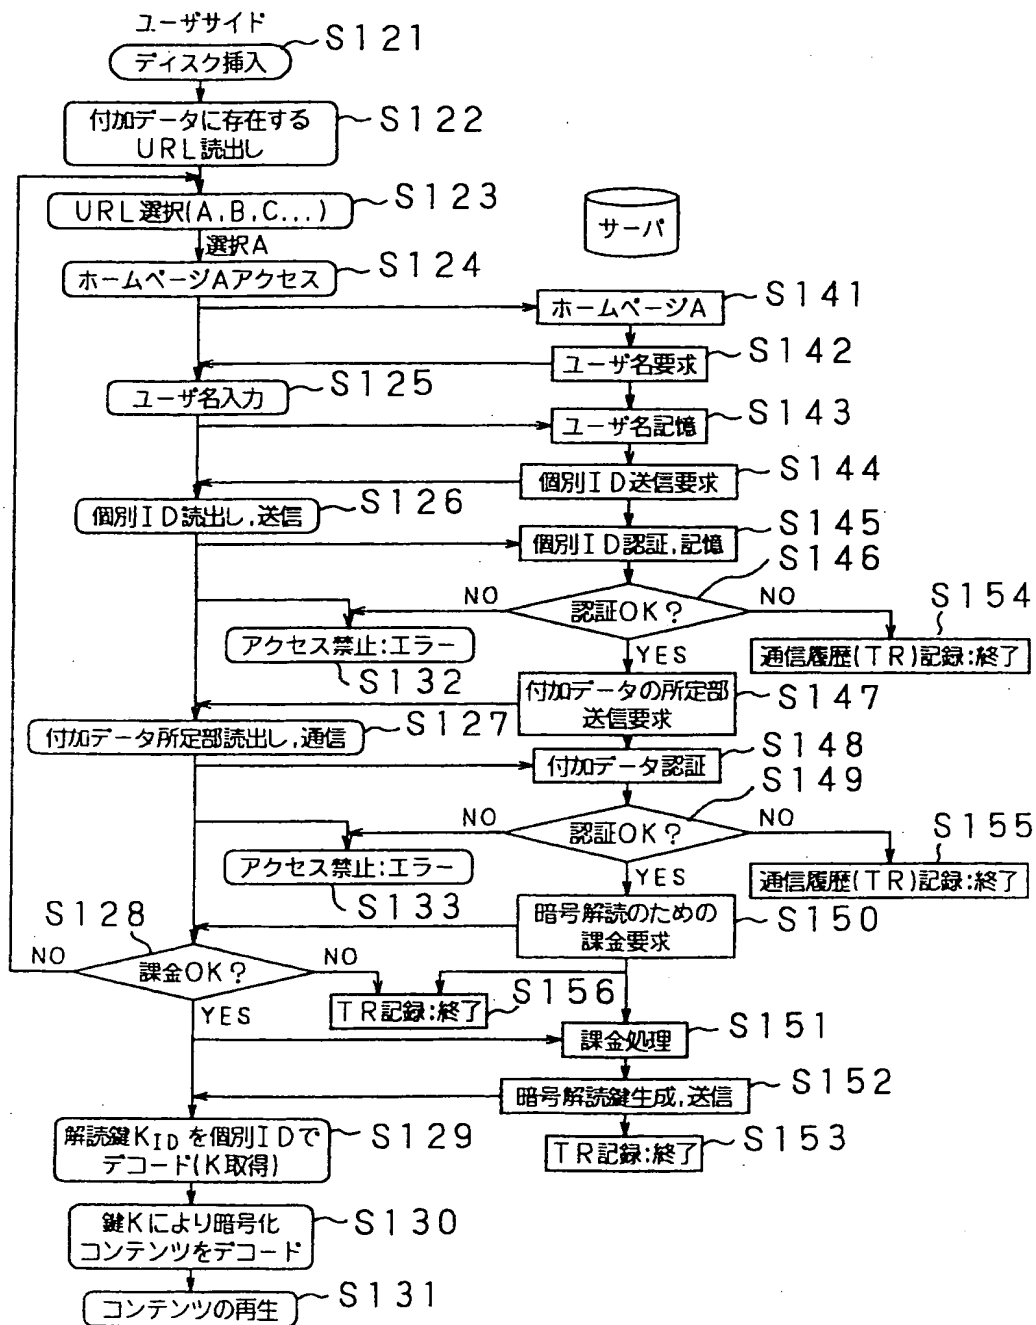 ユーザサイド
ディスク挿入
S121
付加データに存在する
URL読出し
S122
URL選択(A,B,C...)
S123
サーバ
選択A
ホームページAアクセス
S124
ホームページA
S141
ユーザ名要求
S142
ユーザ名入力
S125
ユーザ名記憶
S143
個別ID送信要求
S144
個別ID読出し,送信
S126
個別ID認証,記憶
S145
S146
NO
認証OK?
NO
S154
アクセス禁止:エラー
S132
YES
通信履歴(TR)記録:終了
付加データの所定部
送信要求
S147
付加データ所定部読出し,通信
S127
付加データ認証
S148
S149
NO
認証OK?
NO
S155
アクセス禁止:エラー
S133
YES
通信履歴(TR)記録:終了
暗号解読のための
課金要求
S150
S128
NO
課金OK?
NO
YES
TR記録:終了
S156
課金処理
S151
暗号解読鍵生成,送信
S152
解読鍵KIDを個別IDで
デコード(K取得)
S129
TR記録:終了
S153
鍵Kにより暗号化
コンテンツをデコード
S130
コンテンツの再生
S131